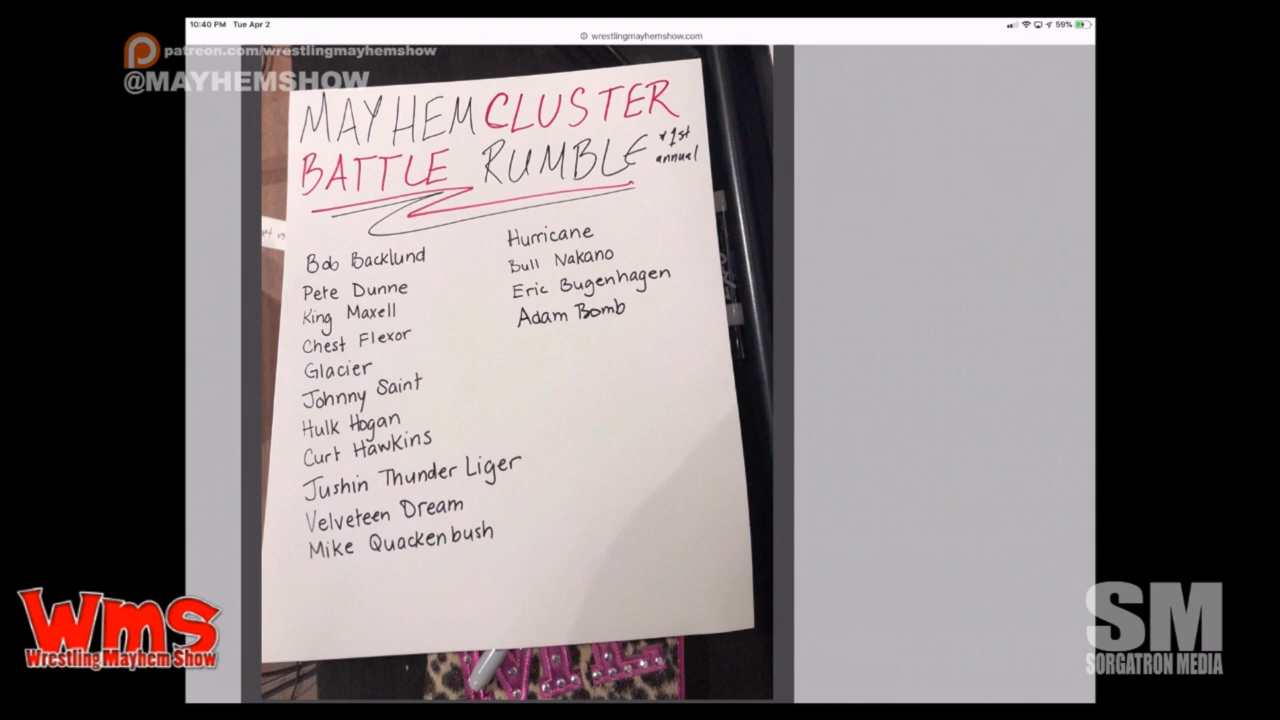 10:40 PM Tue Apr 2
59%
wrestlingmayhemshow.com
patreon.com/wrestlingmayhemshow
@MAYHEMSHOW
MAYHEM CLUSTER
BATTLE RUMBLE
* 1st
annual
Bob Backlund
Pete Dunne
King Maxell
Chest Flexor
Glacier
Johnny Saint
Hulk Hogan
Curt Hawkins
Jushin Thunder Liger
Velveteen Dream
Mike Quackenbush
Hurricane
Bull Nakano
Eric Bugenhagen
Adam Bomb
WMS
Wrestling Mayhem Show
SM
SORGATRON MEDIA